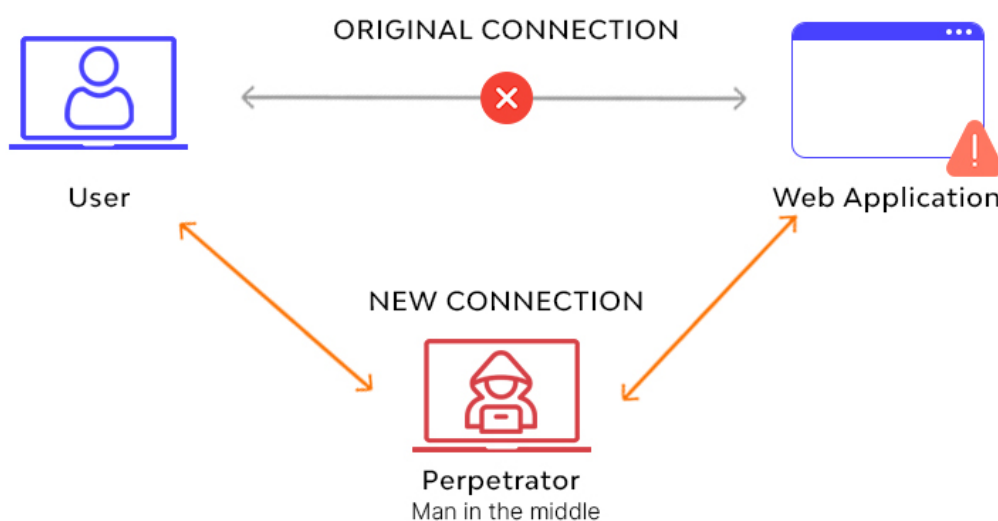 ORIGINAL CONNECTION
User
Web Application
NEW CONNECTION
Perpetrator
Man in the middle